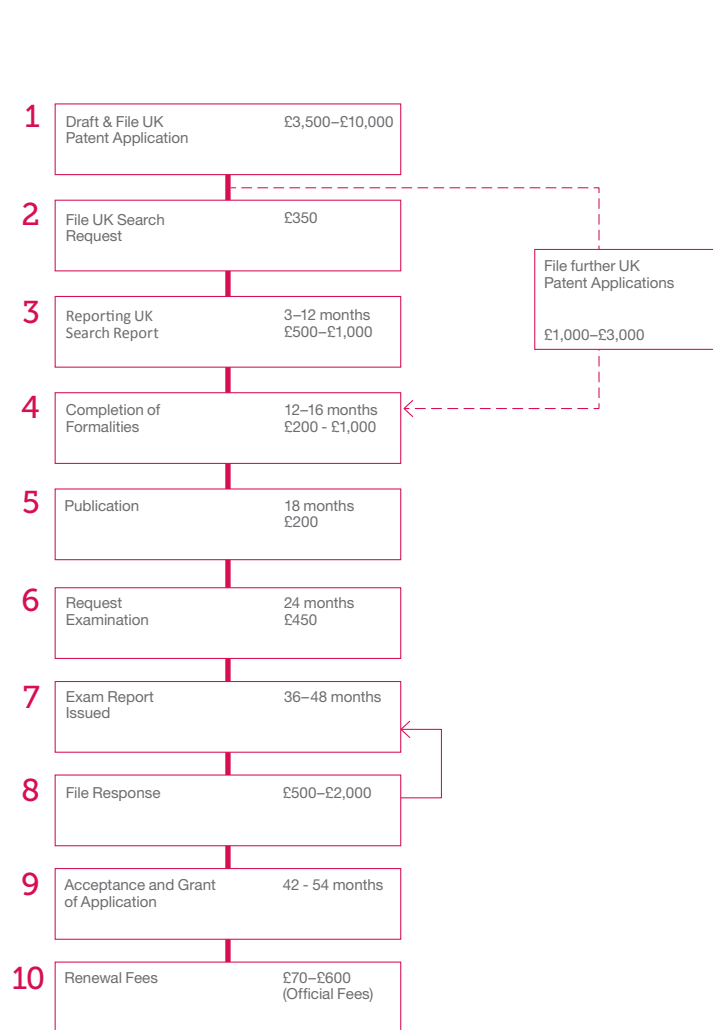 1
Draft & File UK £3,500–£10,000
Patent Application
2
File UK Search £350
Request
File further UK
Patent Applications
£1,000–£3,000
3
Reporting UK 3–12 months
Search Report £500–£1,000
4
Completion of 12–16 months
Formalities £200 - £1,000
5
Publication 18 months
£200
6
Request 24 months
Examination £450
7
Exam Report 36–48 months
Issued
8
File Response £500–£2,000
9
Acceptance and Grant 42 - 54 months
of Application
10
Renewal Fees £70–£600
(Official Fees)